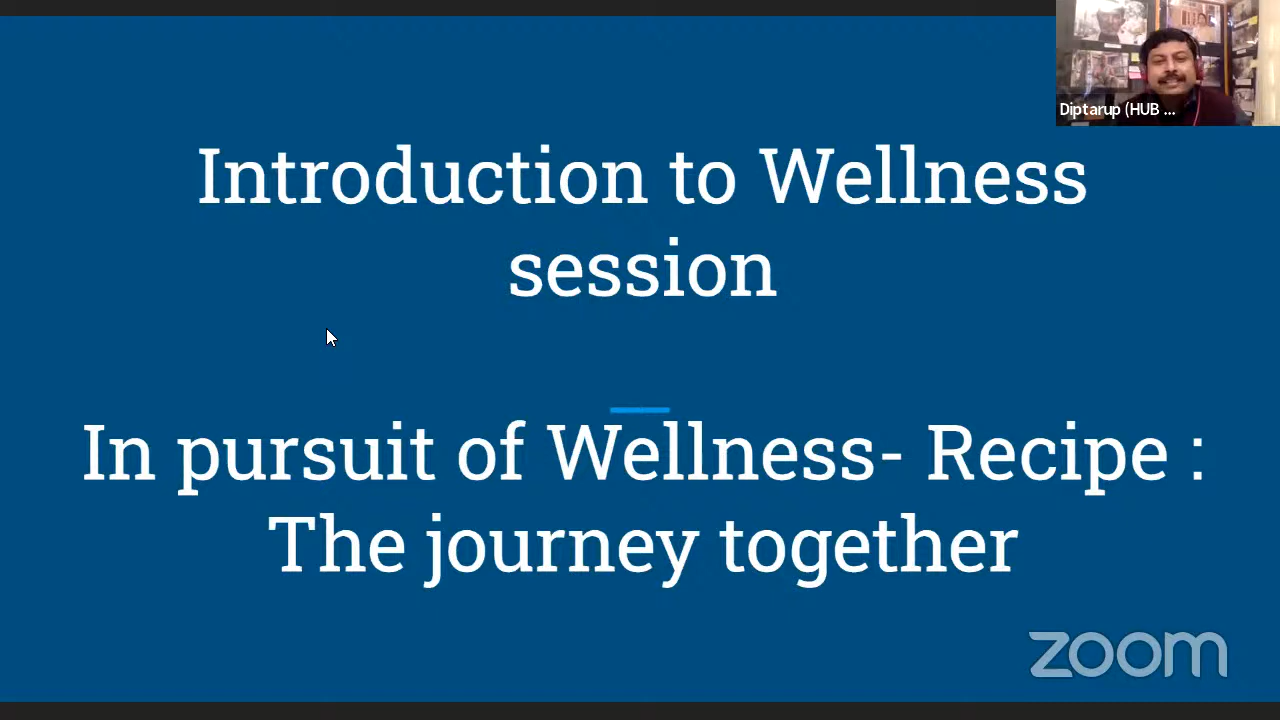 Diptarup (HUB ...
Introduction to Wellness
session
In pursuit of Wellness- Recipe :
The journey together
zoom